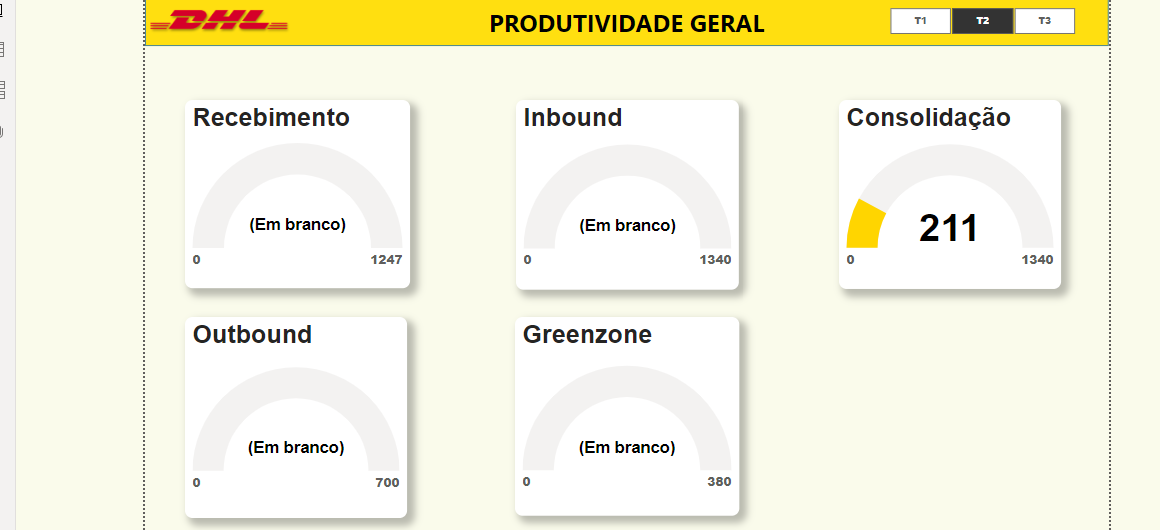 DHL
PRODUTIVIDADE GERAL
T1
T2
T3
Recebimento
(Em branco)
0
1247
Inbound
(Em branco)
0
1340
Consolidação
211
0
1340
Outbound
(Em branco)
0
700
Greenzone
(Em branco)
0
380